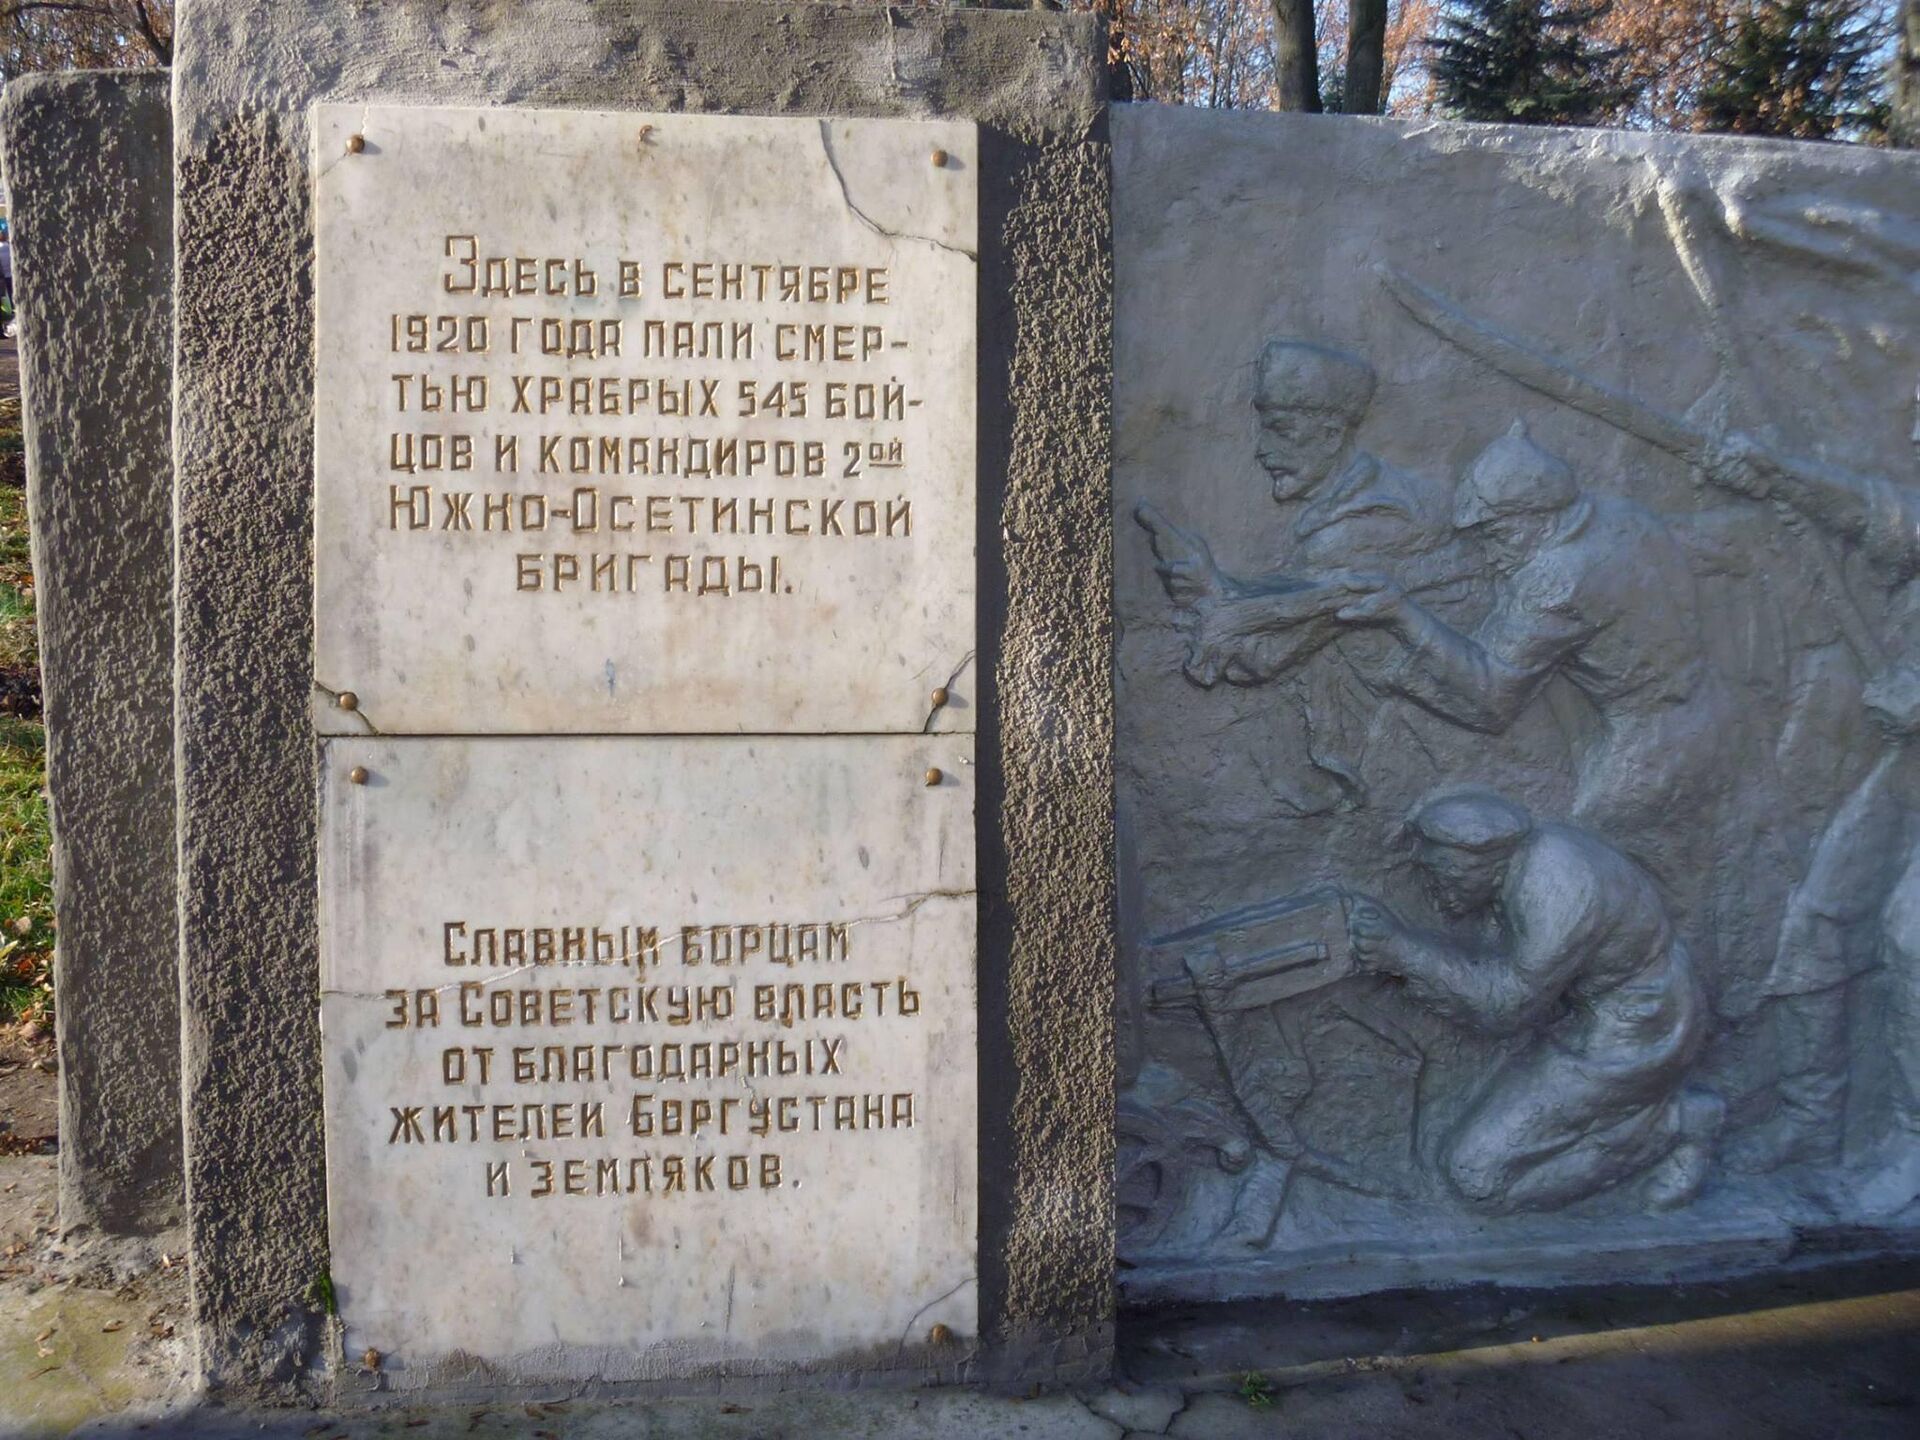 Здесь в сентябре
1920 года пали смер-
тью храбрых 545 бой-
цов и командиров 2ой
Южно-Осетинской
бригады.
Славным борцам
за Советскую власть
от благодарных
жителей Боргустана
и земляков.